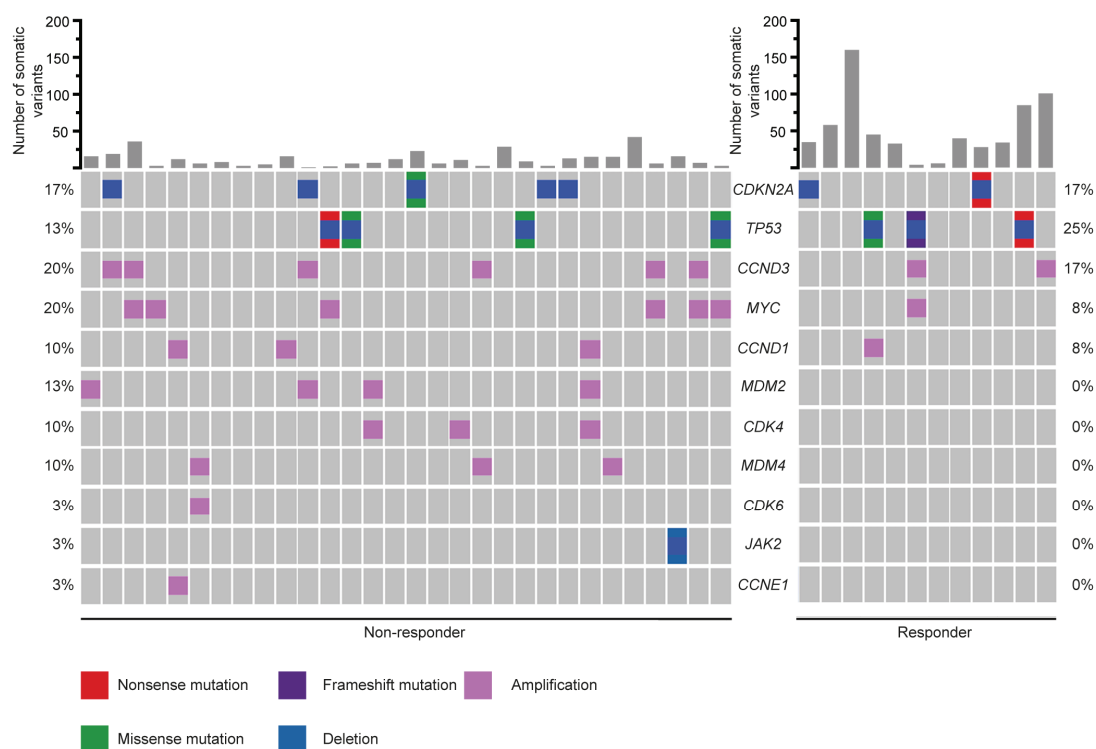 200
150
100
50
Number of somatic
variants
200
150
100
50
Number of somatic
variants
17% CDKN2A 17%
13% TP53 25%
20% CCND3 17%
20% MYC 8%
10% CCND1 8%
13% MDM2 0%
10% CDK4 0%
10% MDM4 0%
3% CDK6 0%
3% JAK2 0%
3% CCNE1 0%
Non-responder Responder
Nonsense mutation Frameshift mutation Amplification
Missense mutation Deletion